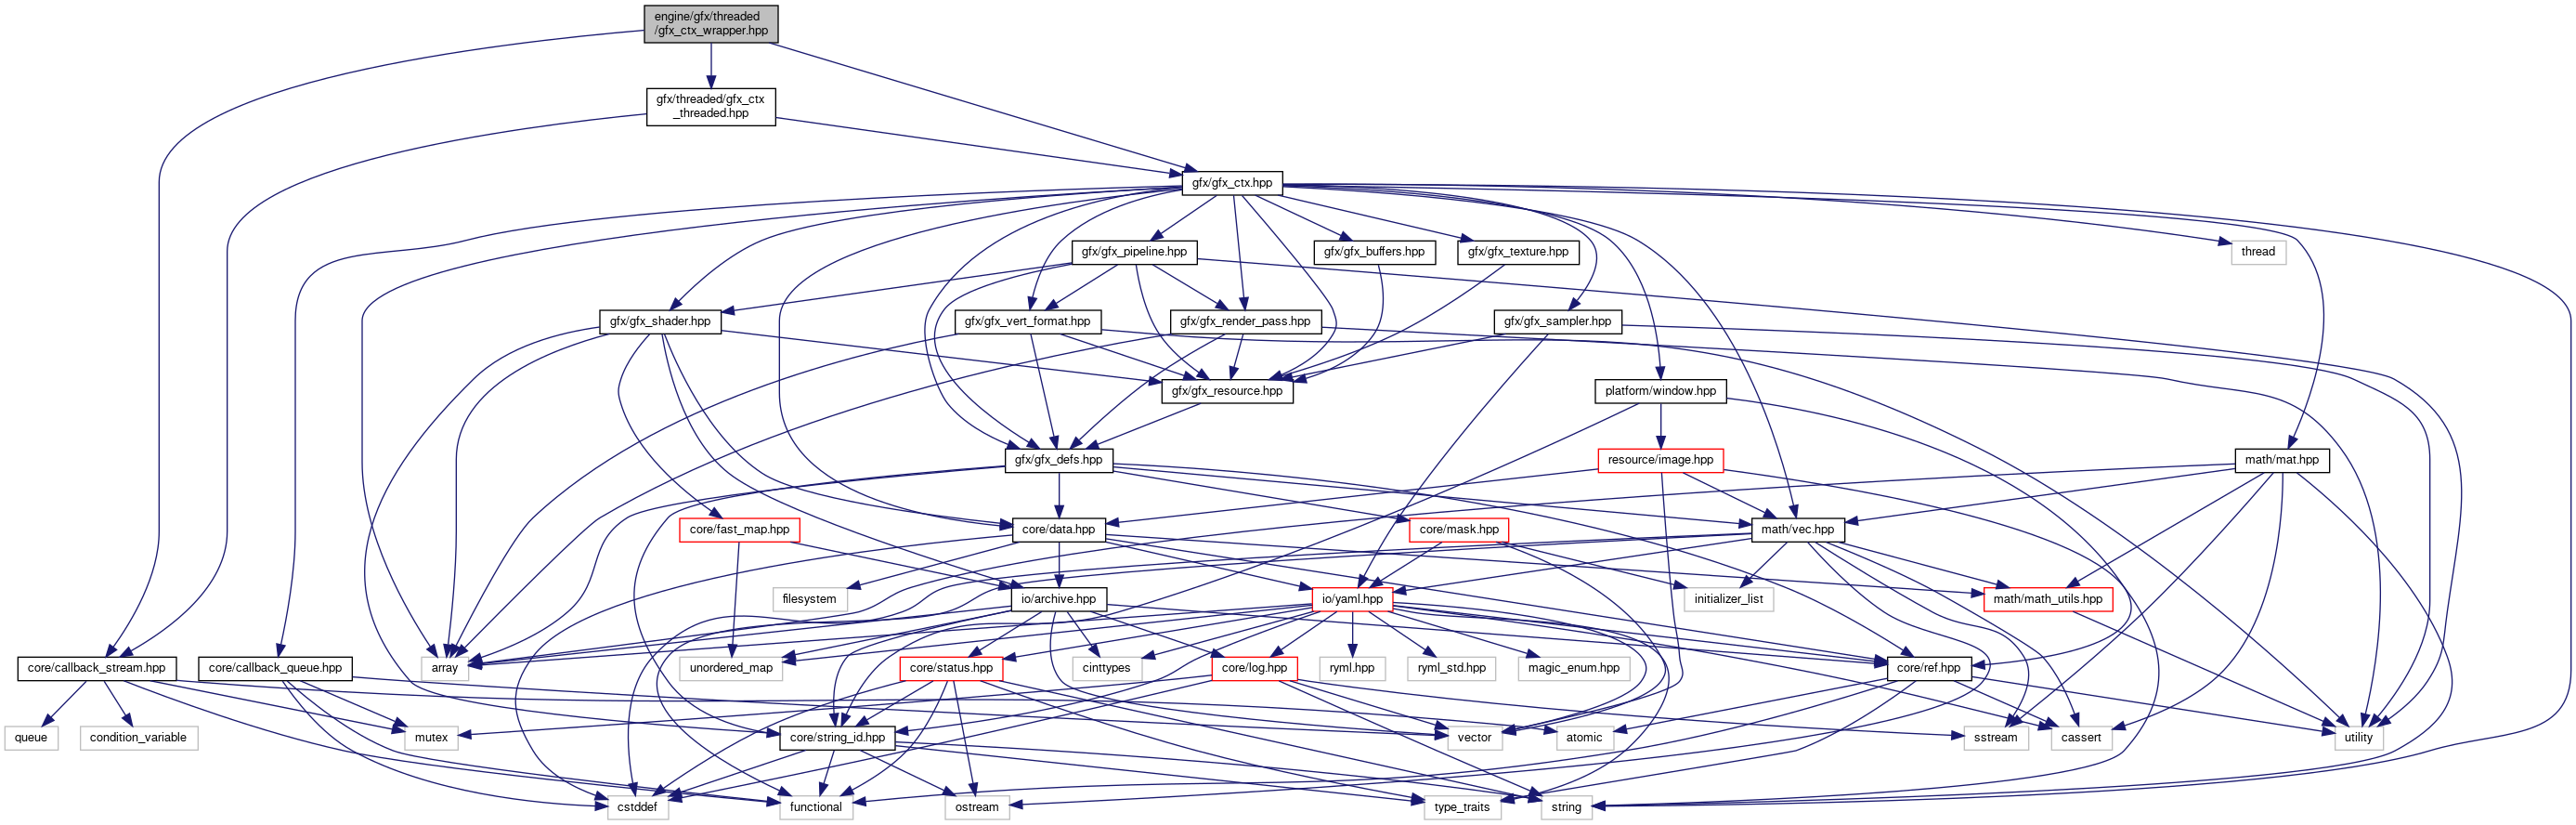 engine/gfx/threaded
/gfx_ctx_wrapper.hpp
gfx/threaded/gfx_ctx
_threaded.hpp
gfx/gfx_ctx.hpp
gfx/gfx_pipeline.hpp
gfx/gfx_buffers.hpp
gfx/gfx_texture.hpp
thread
gfx/gfx_shader.hpp
gfx/gfx_vert_format.hpp
gfx/gfx_render_pass.hpp
gfx/gfx_sampler.hpp
gfx/gfx_resource.hpp
platform/window.hpp
gfx/gfx_defs.hpp
resource/image.hpp
math/mat.hpp
core/fast_map.hpp
core/data.hpp
core/mask.hpp
math/vec.hpp
filesystem
io/archive.hpp
io/yaml.hpp
initializer_list
math/math_utils.hpp
core/callback_stream.hpp
core/callback_queue.hpp
array
unordered_map
core/status.hpp
cinttypes
core/log.hpp
ryml.hpp
ryml_std.hpp
magic_enum.hpp
core/ref.hpp
queue
condition_variable
mutex
core/string_id.hpp
vector
atomic
sstream
cassert
utility
cstddef
functional
ostream
type_traits
string